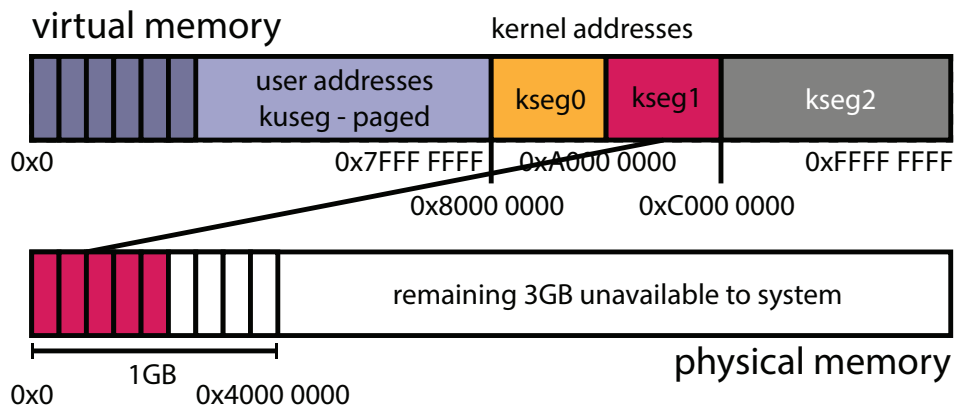 virtual memory
kernel addresses
user addresses
kuseg - paged
kseg0
kseg1
kseg2
0x0
0x7FFF FFFF
0xA000 0000
0xFFFF FFFF
0x8000 0000
0xC000 0000
remaining 3GB unavailable to system
1GB
physical memory
0x0
0x4000 0000